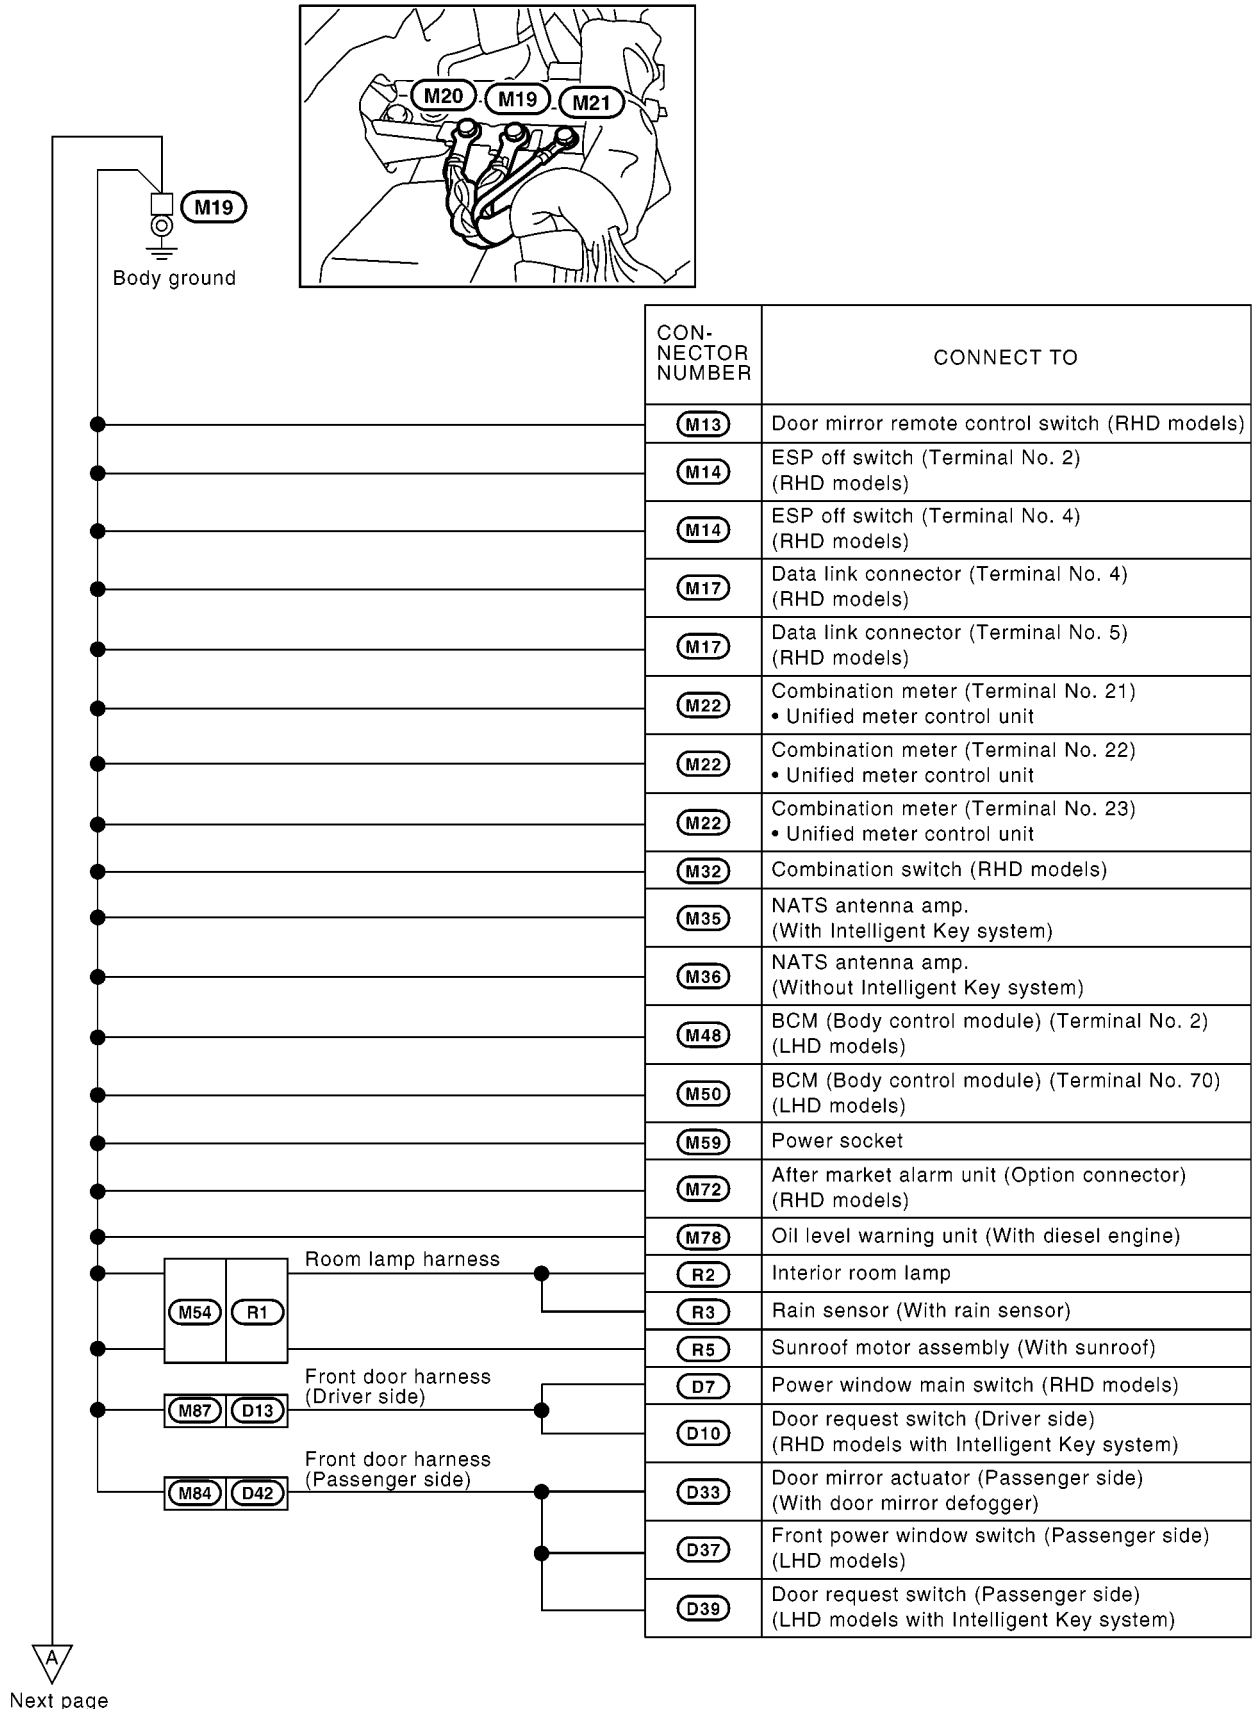 M20 M19 M21
M19
Body ground
CON-
NECTOR
NUMBER
CONNECT TO
M13 Door mirror remote control switch (RHD models)
M14 ESP off switch (Terminal No. 2)
(RHD models)
M14 ESP off switch (Terminal No. 4)
(RHD models)
M17 Data link connector (Terminal No. 4)
(RHD models)
M17 Data link connector (Terminal No. 5)
(RHD models)
M22 Combination meter (Terminal No. 21)
• Unified meter control unit
M22 Combination meter (Terminal No. 22)
• Unified meter control unit
M22 Combination meter (Terminal No. 23)
• Unified meter control unit
M32 Combination switch (RHD models)
M35 NATS antenna amp.
(With Intelligent Key system)
M36 NATS antenna amp.
(Without Intelligent Key system)
M48 BCM (Body control module) (Terminal No. 2)
(LHD models)
M50 BCM (Body control module) (Terminal No. 70)
(LHD models)
M59 Power socket
M72 After market alarm unit (Option connector)
(RHD models)
M78 Oil level warning unit (With diesel engine)
Room lamp harness
R2 Interior room lamp
M54 R1
R3 Rain sensor (With rain sensor)
R5 Sunroof motor assembly (With sunroof)
Front door harness
(Driver side)
D7 Power window main switch (RHD models)
M87 D13
D10 Door request switch (Driver side)
(RHD models with Intelligent Key system)
Front door harness
(Passenger side)
M84 D42
D33 Door mirror actuator (Passenger side)
(With door mirror defogger)
D37 Front power window switch (Passenger side)
(LHD models)
D39 Door request switch (Passenger side)
(LHD models with Intelligent Key system)
A
Next page